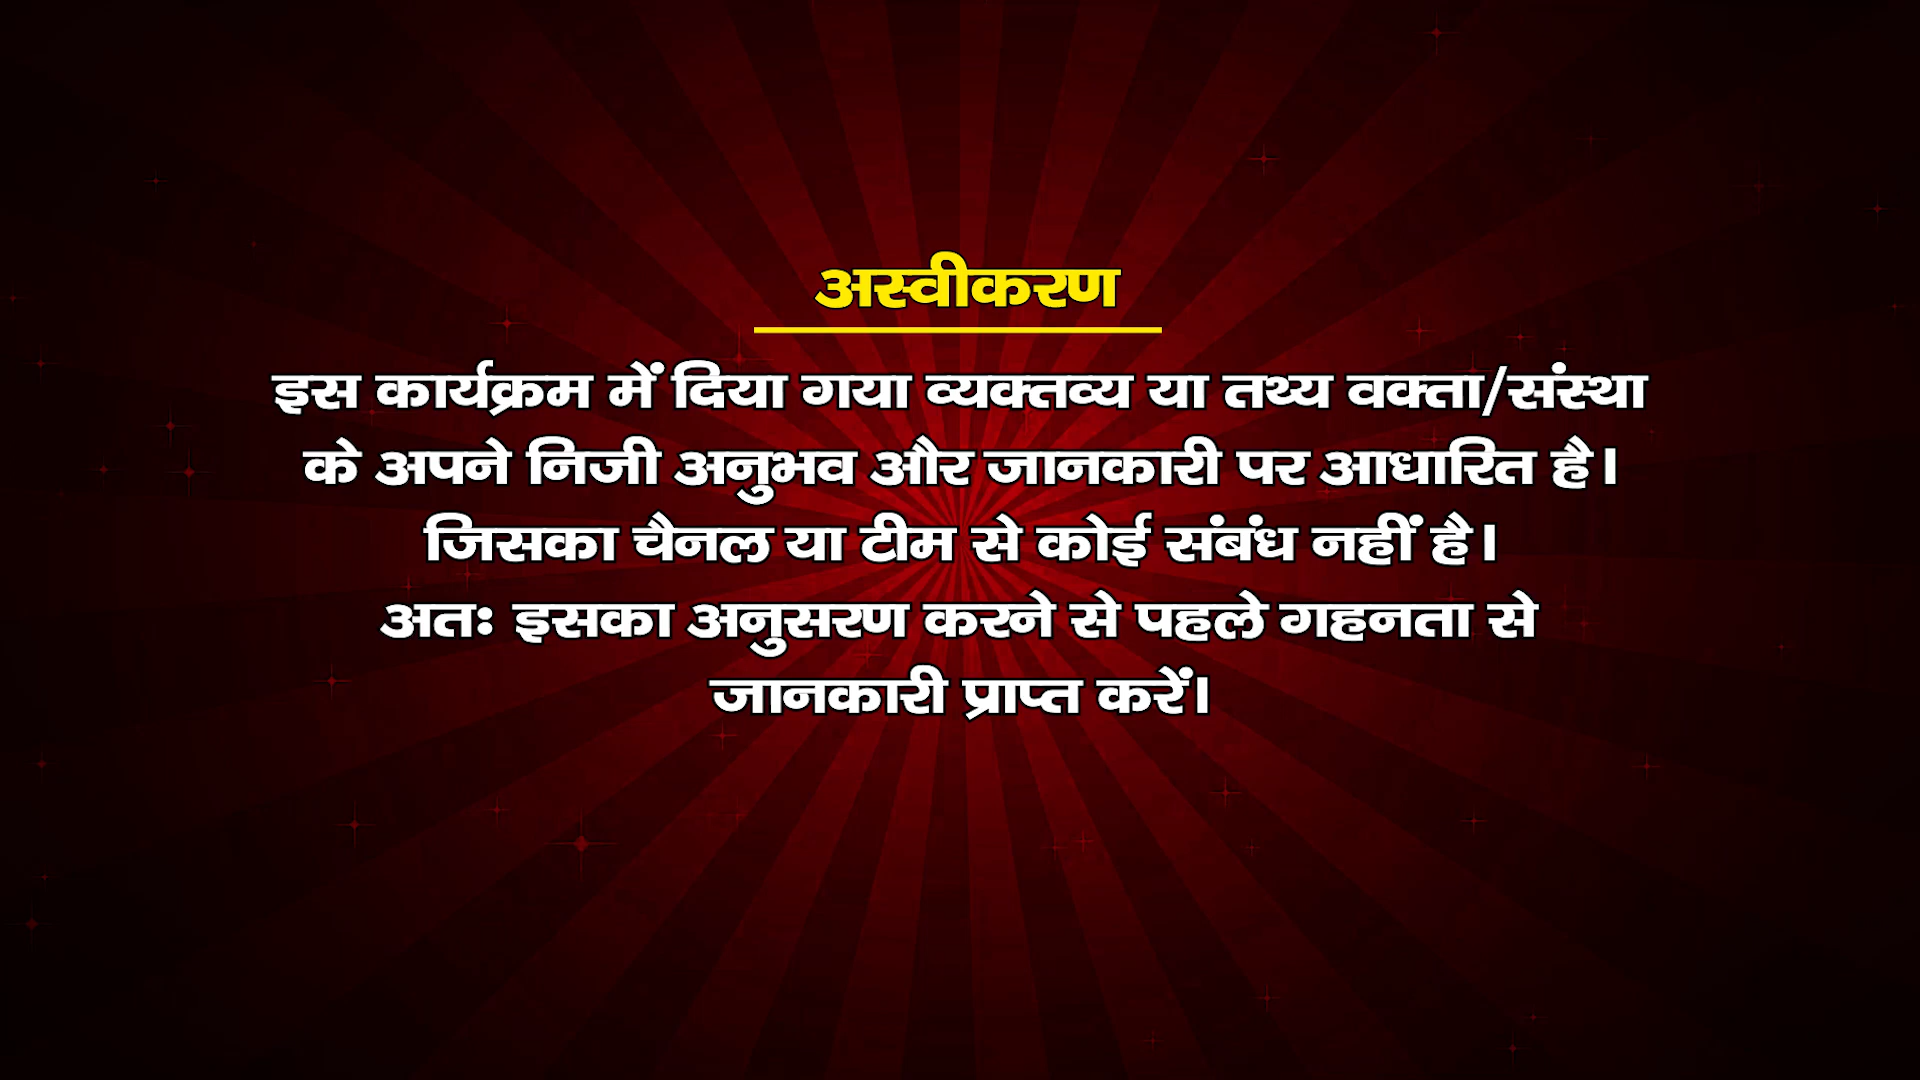 अस्वीकरण
इस कार्यक्रम में दिया गया व्यक्तव्य या तथ्य वक्ता/संस्था
के अपने निजी अनुभव और जानकारी पर आधारित है।
जिसका चैनल या टीम से कोई संबंध नहीं है।
अतः इसका अनुसरण करने से पहले गहनता से
जानकारी प्राप्त करें।